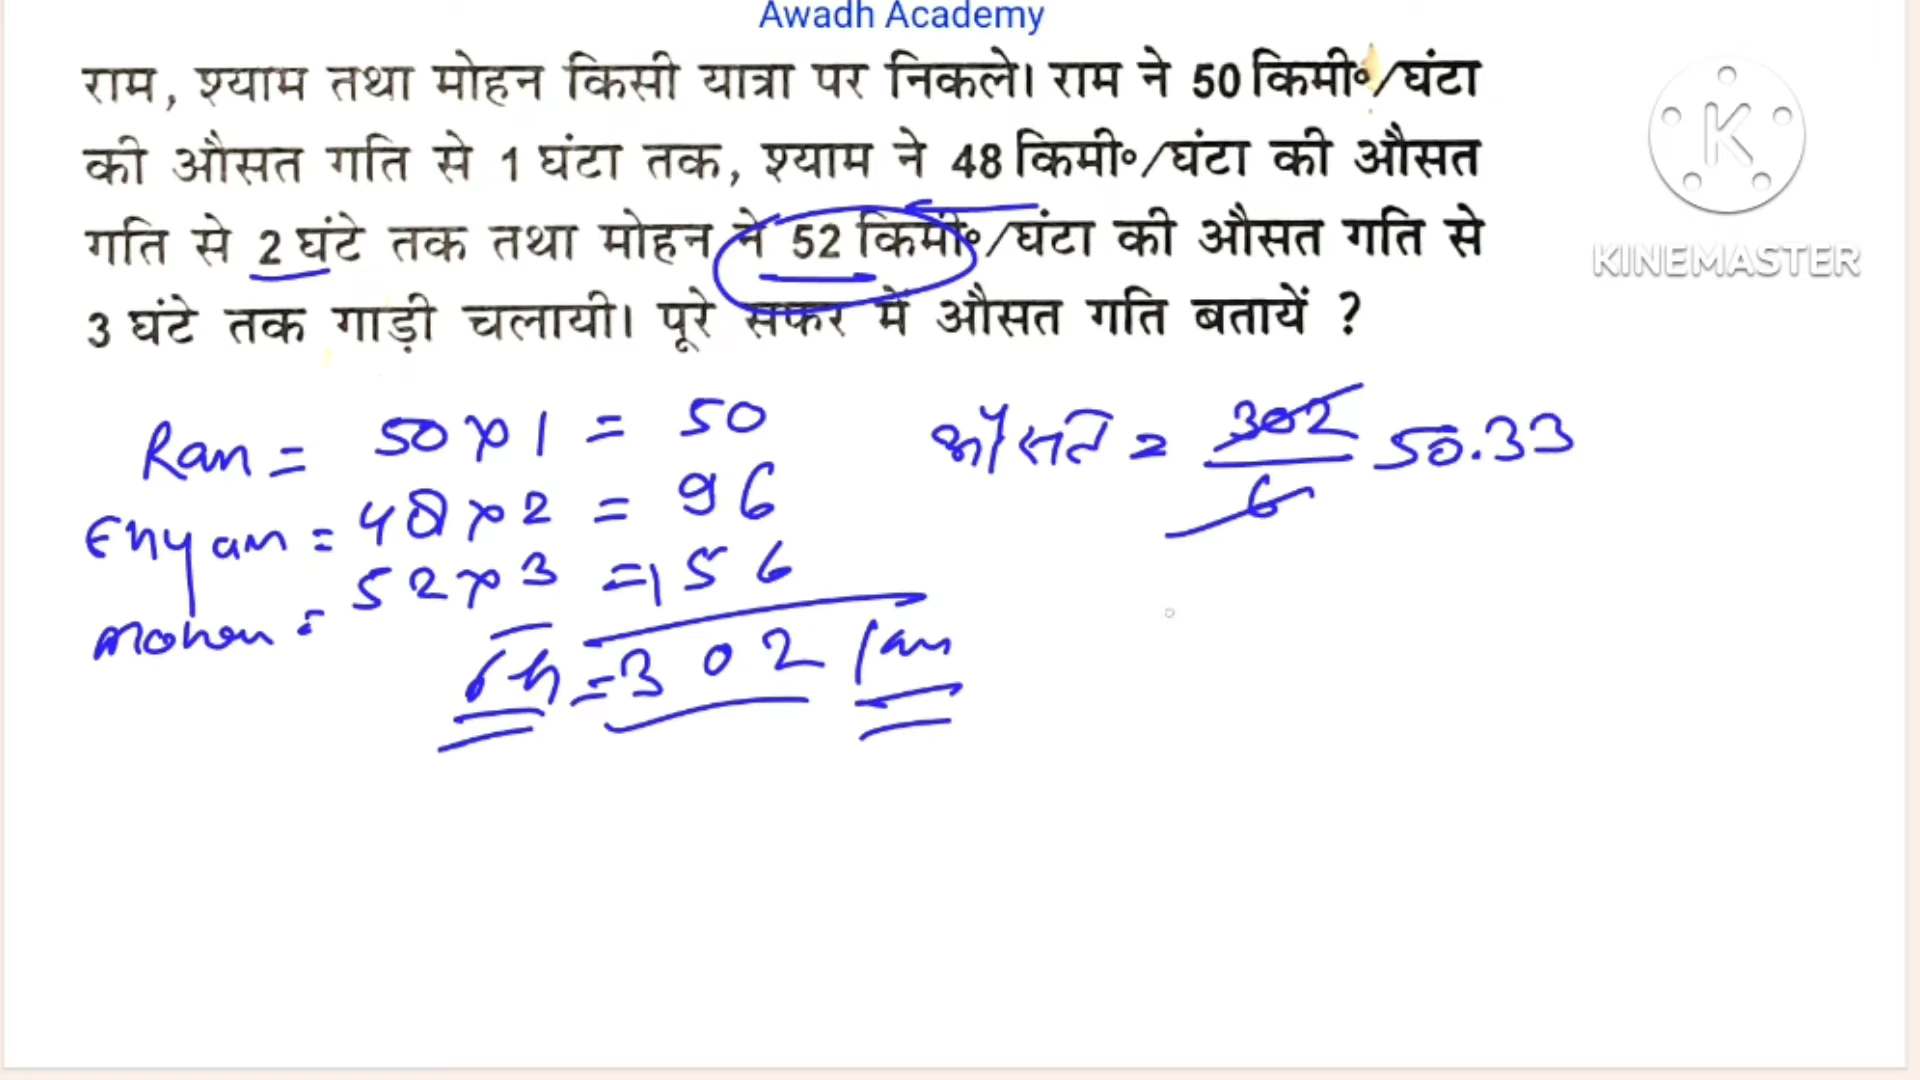 Awadh Academy
राम, श्याम तथा मोहन किसी यात्रा पर निकले। राम ने 50 किमी॰/घंटा
की औसत गति से 1 घंटा तक, श्याम ने 48 किमी॰/घंटा की औसत
गति से 2 घंटे तक तथा मोहन ने 52 किमी॰/घंटा की औसत गति से
3 घंटे तक गाड़ी चलायी। पूरे सफर में औसत गति बतायें ?
KINEMASTER
Ram = 50 × 1 = 50
Shyam = 48 × 2 = 96
Mohan = 52 × 3 = 156
6h = 302 km
औसत = 302/6 50.33